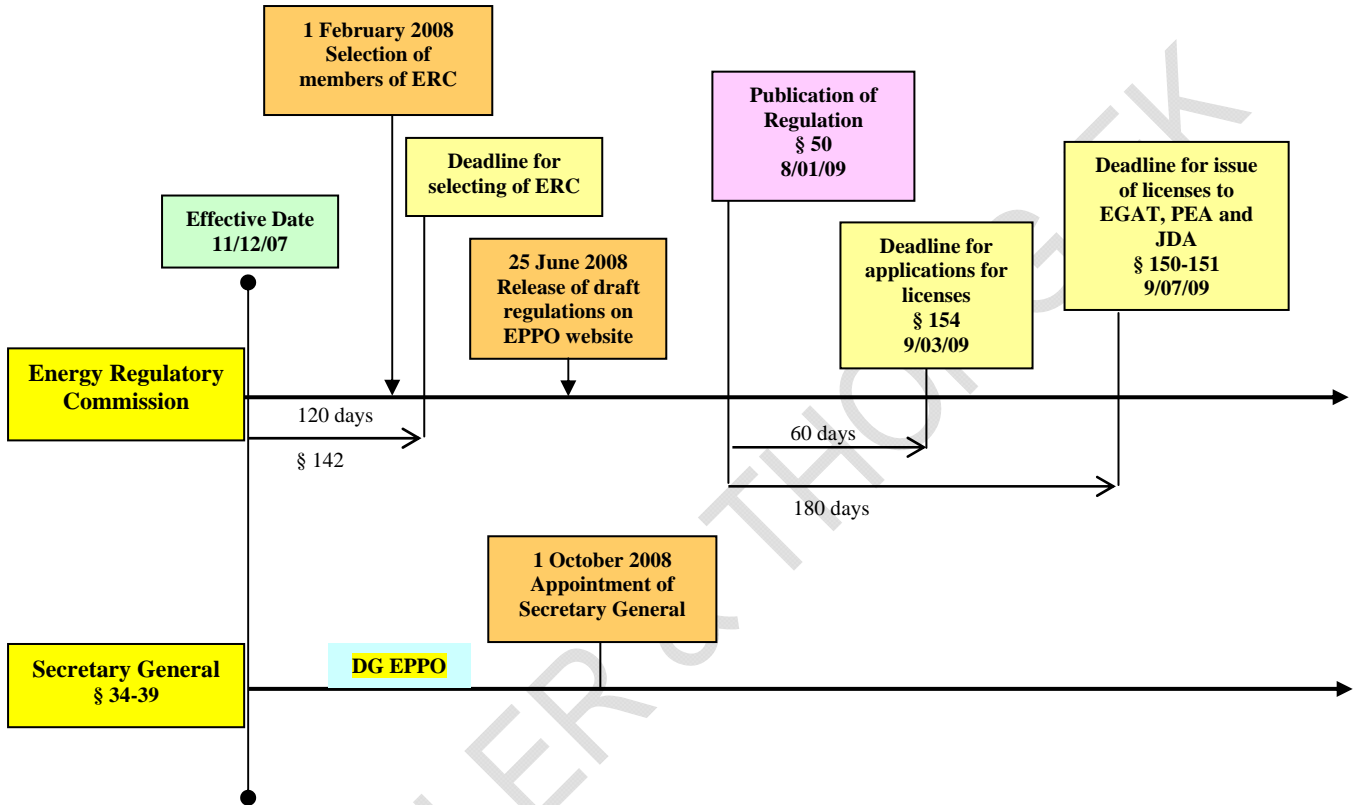 1 February 2008
Selection of
members of ERC
Publication of
Regulation
§ 50
8/01/09
Deadline for
selecting of ERC
Deadline for issue
of licenses to
EGAT, PEA and
JDA
§ 150-151
9/07/09
Effective Date
11/12/07
25 June 2008
Release of draft
regulations on
EPPO website
Deadline for
applications for
licenses
§ 154
9/03/09
Energy Regulatory
Commission
120 days
§ 142
60 days
180 days
1 October 2008
Appointment of
Secretary General
Secretary General
§ 34-39
DG EPPO